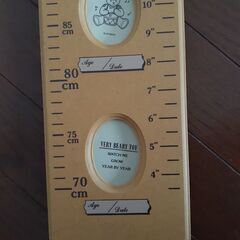 10"
85
cm
9"
80
cm
Age / Date
8"
7"
6"
75
cm
VERY BEARY TOY
WATCH ME
GROW
YEAR BY YEAR
5"
4"
70
cm
Age / Date